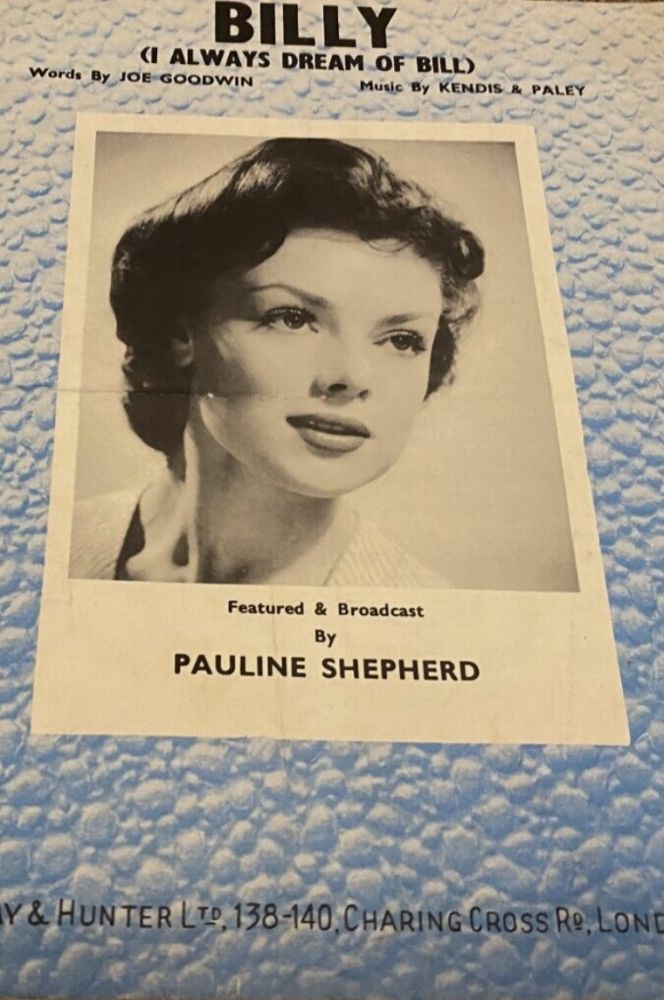 BILLY
(I ALWAYS DREAM OF BILL)
Words By JOE GOODWIN
Music By KENDIS & PALEY
Featured & Broadcast
By
PAULINE SHEPHERD
& HUNTER LTD, 138-140, CHARING CROSS RD,